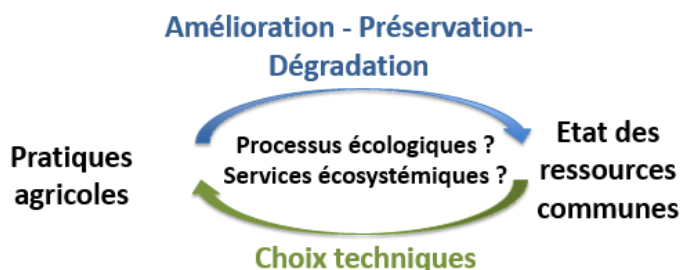 Amélioration - Préservation-
Dégradation
Pratiques
agricoles
Processus écologiques ?
Services écosystémiques ?
Etat des
ressources
communes
Choix techniques